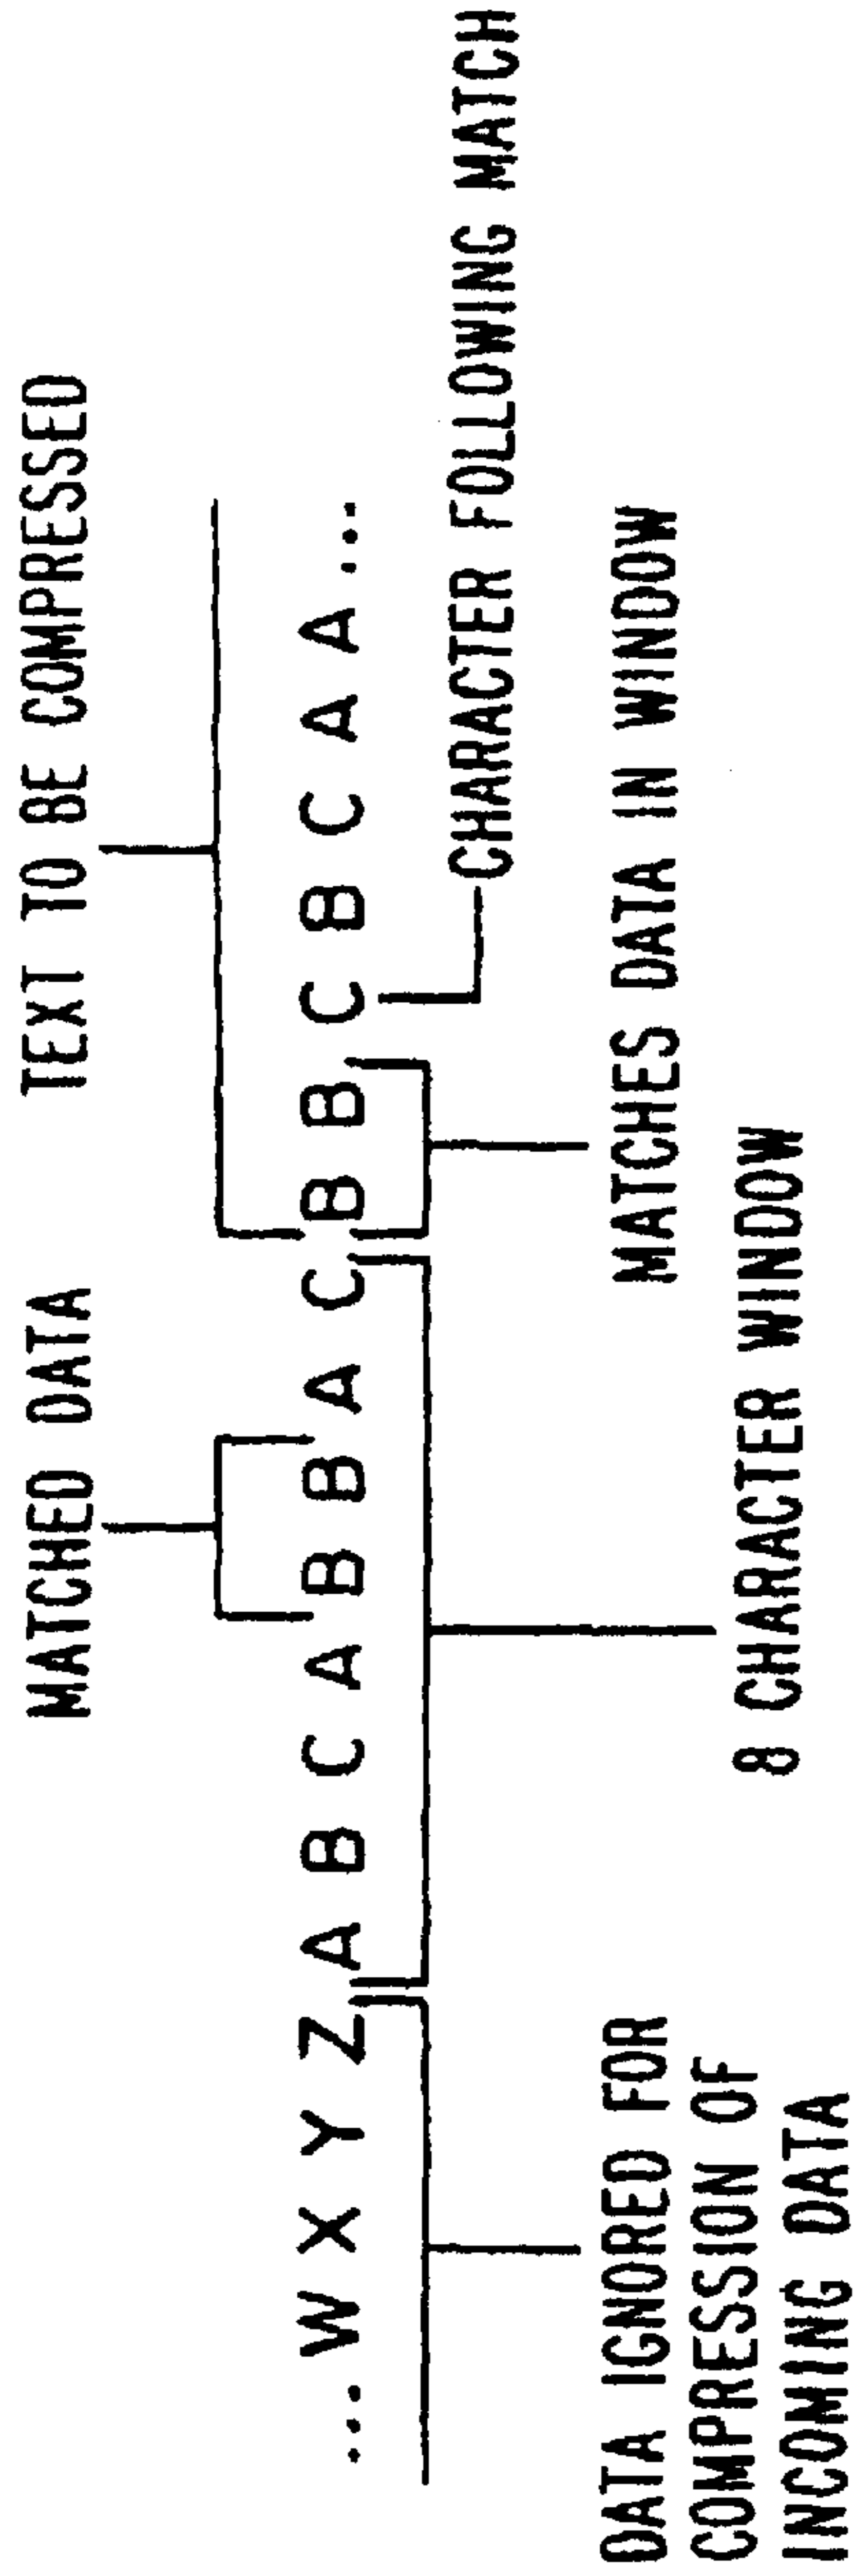 MATCHED DATA
TEXT TO BE COMPRESSED
...W X Y Z A B C A B B A C B B C B C A A...
CHARACTER FOLLOWING MATCH
DATA IGNORED FOR
COMPRESSION OF
INCOMING DATA
MATCHES DATA IN WINDOW
8 CHARACTER WINDOW